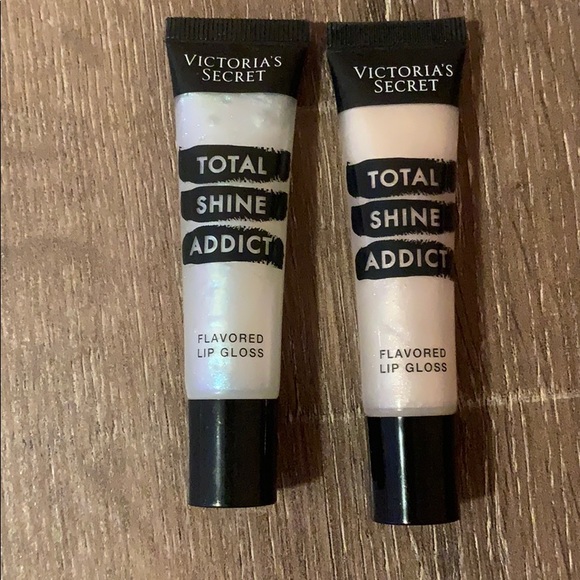 VICTORIA'S
SECRET
TOTAL
SHINE
ADDICT
FLAVORED
LIP GLOSS
VICTORIA'S
SECRET
TOTAL
SHINE
ADDICT
FLAVORED
LIP GLOSS